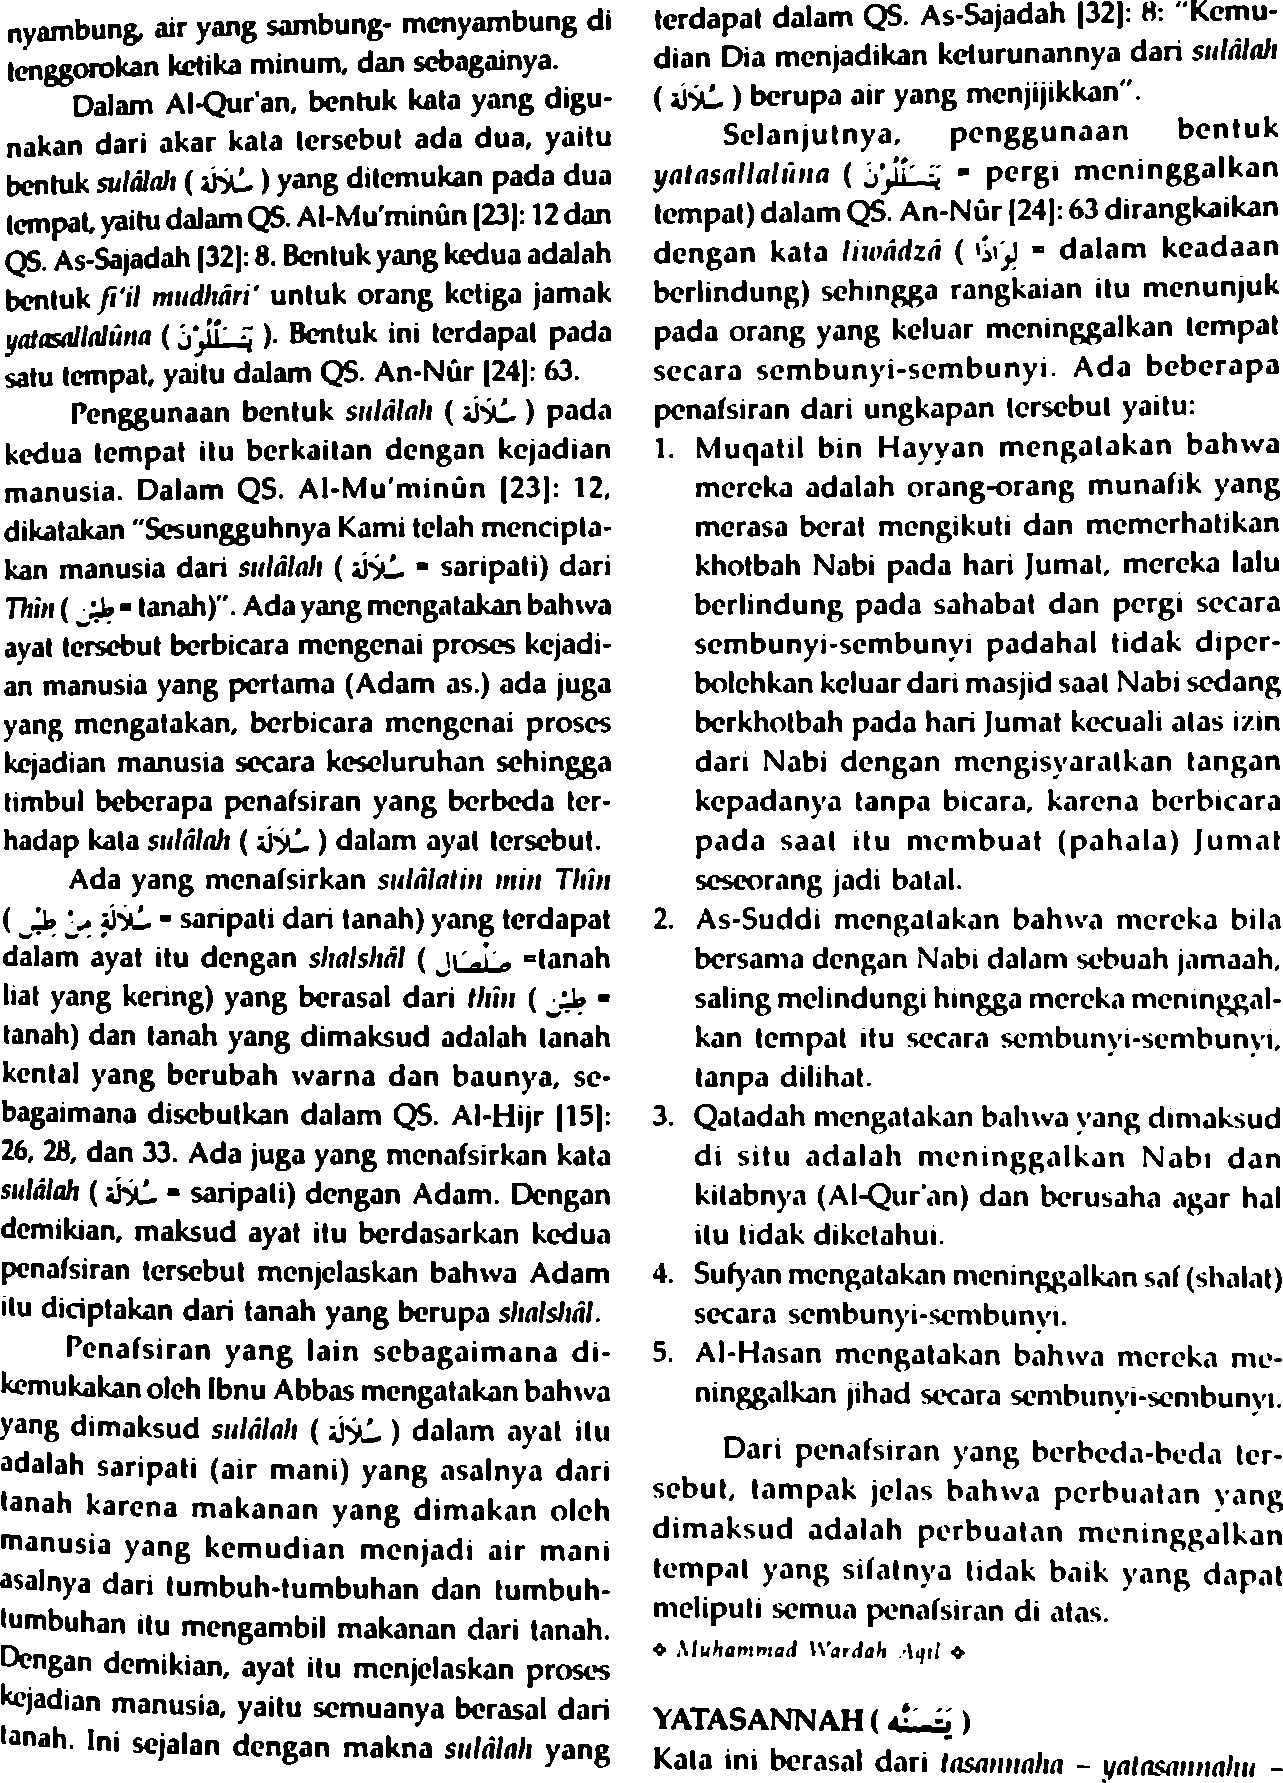 nyambung, air yang sambung- menyambung di
tenggorokan ketika minum, dan sebagainya.
Dalam Al-Qur'an, bentuk kata yang digu-
nakan dari akar kata tersebut ada dua, yaitu
bentuk sulâlah ( سُلَالَة ) yang ditemukan pada dua
tempat, yaitu dalam QS. Al-Mu'minûn [23]: 12 dan
QS. As-Sajadah [32]: 8. Bentuk yang kedua adalah
bentuk fi'il mudhâri' untuk orang ketiga jamak
yatasallalûna ( يَتَسَلَّلُوْنَ ). Bentuk ini terdapat pada
satu tempat, yaitu dalam QS. An-Nûr [24]: 63.
Penggunaan bentuk sulâlah ( سُلَالَة ) pada
kedua tempat itu berkaitan dengan kejadian
manusia. Dalam QS. Al-Mu'minûn [23]: 12,
dikatakan "Sesungguhnya Kami telah mencipta-
kan manusia dari sulâlah ( سُلَالَة = saripati) dari
Thîn ( طِيْن = tanah)". Ada yang mengatakan bahwa
ayat tersebut berbicara mengenai proses kejadi-
an manusia yang pertama (Adam as.) ada juga
yang mengatakan, berbicara mengenai proses
kejadian manusia secara keseluruhan sehingga
timbul beberapa penafsiran yang berbeda ter-
hadap kata sulâlah ( سُلَالَة ) dalam ayat tersebut.
Ada yang menafsirkan sulâlatin min Thîn
( سُلَالَةٍ مِنْ طِيْن = saripati dari tanah) yang terdapat
dalam ayat itu dengan shalshâl ( صَلْصَال =tanah
liat yang kering) yang berasal dari thîn ( طِيْن =
tanah) dan tanah yang dimaksud adalah tanah
kental yang berubah warna dan baunya, se-
bagaimana disebutkan dalam QS. Al-Hijr [15]:
26, 28, dan 33. Ada juga yang menafsirkan kata
sulâlah ( سُلَالَة = saripati) dengan Adam. Dengan
demikian, maksud ayat itu berdasarkan kedua
penafsiran tersebut menjelaskan bahwa Adam
itu diciptakan dari tanah yang berupa shalshâl.
Penafsiran yang lain sebagaimana di-
kemukakan oleh Ibnu Abbas mengatakan bahwa
yang dimaksud sulâlah ( سُلَالَة ) dalam ayat itu
adalah saripati (air mani) yang asalnya dari
tanah karena makanan yang dimakan oleh
manusia yang kemudian menjadi air mani
asalnya dari tumbuh-tumbuhan dan tumbuh-
tumbuhan itu mengambil makanan dari tanah.
Dengan demikian, ayat itu menjelaskan proses
kejadian manusia, yaitu semuanya berasal dari
tanah. Ini sejalan dengan makna sulâlah yang
terdapat dalam QS. As-Sajadah [32]: 8: "Kemu-
dian Dia menjadikan keturunannya dari sulâlah
( سُلَالَة ) berupa air yang menjijikkan".
Selanjutnya, penggunaan bentuk
yatasallalûna ( يَتَسَلَّلُوْنَ = pergi meninggalkan
tempat) dalam QS. An-Nûr [24]: 63 dirangkaikan
dengan kata liwâdzâ ( لِوَاذًا = dalam keadaan
berlindung) sehingga rangkaian itu menunjuk
pada orang yang keluar meninggalkan tempat
secara sembunyi-sembunyi. Ada beberapa
penafsiran dari ungkapan tersebut yaitu:
1. Muqatil bin Hayyan mengatakan bahwa
mereka adalah orang-orang munafik yang
merasa berat mengikuti dan memerhatikan
khotbah Nabi pada hari Jumat, mereka lalu
berlindung pada sahabat dan pergi secara
sembunyi-sembunyi padahal tidak diper-
bolehkan keluar dari masjid saat Nabi sedang
berkhotbah pada hari Jumat kecuali atas izin
dari Nabi dengan mengisyaratkan tangan
kepadanya tanpa bicara, karena berbicara
pada saat itu membuat (pahala) Jumat
seseorang jadi batal.
2. As-Suddi mengatakan bahwa mereka bila
bersama dengan Nabi dalam sebuah jamaah,
saling melindungi hingga mereka meninggal-
kan tempat itu secara sembunyi-sembunyi,
tanpa dilihat.
3. Qatadah mengatakan bahwa yang dimaksud
di situ adalah meninggalkan Nabi dan
kitabnya (Al-Qur'an) dan berusaha agar hal
itu tidak diketahui.
4. Sufyan mengatakan meninggalkan saf (shalat)
secara sembunyi-sembunyi.
5. Al-Hasan mengatakan bahwa mereka me-
ninggalkan jihad secara sembunyi-sembunyi.
Dari penafsiran yang berbeda-beda ter-
sebut, tampak jelas bahwa perbuatan yang
dimaksud adalah perbuatan meninggalkan
tempat yang sifatnya tidak baik yang dapat
meliputi semua penafsiran di atas.
❖ Muhammad Wardah Aqil ❖
YATASANNAH ( يَتَسَنَّهْ )
Kata ini berasal dari tasannaha – yatasannahu –